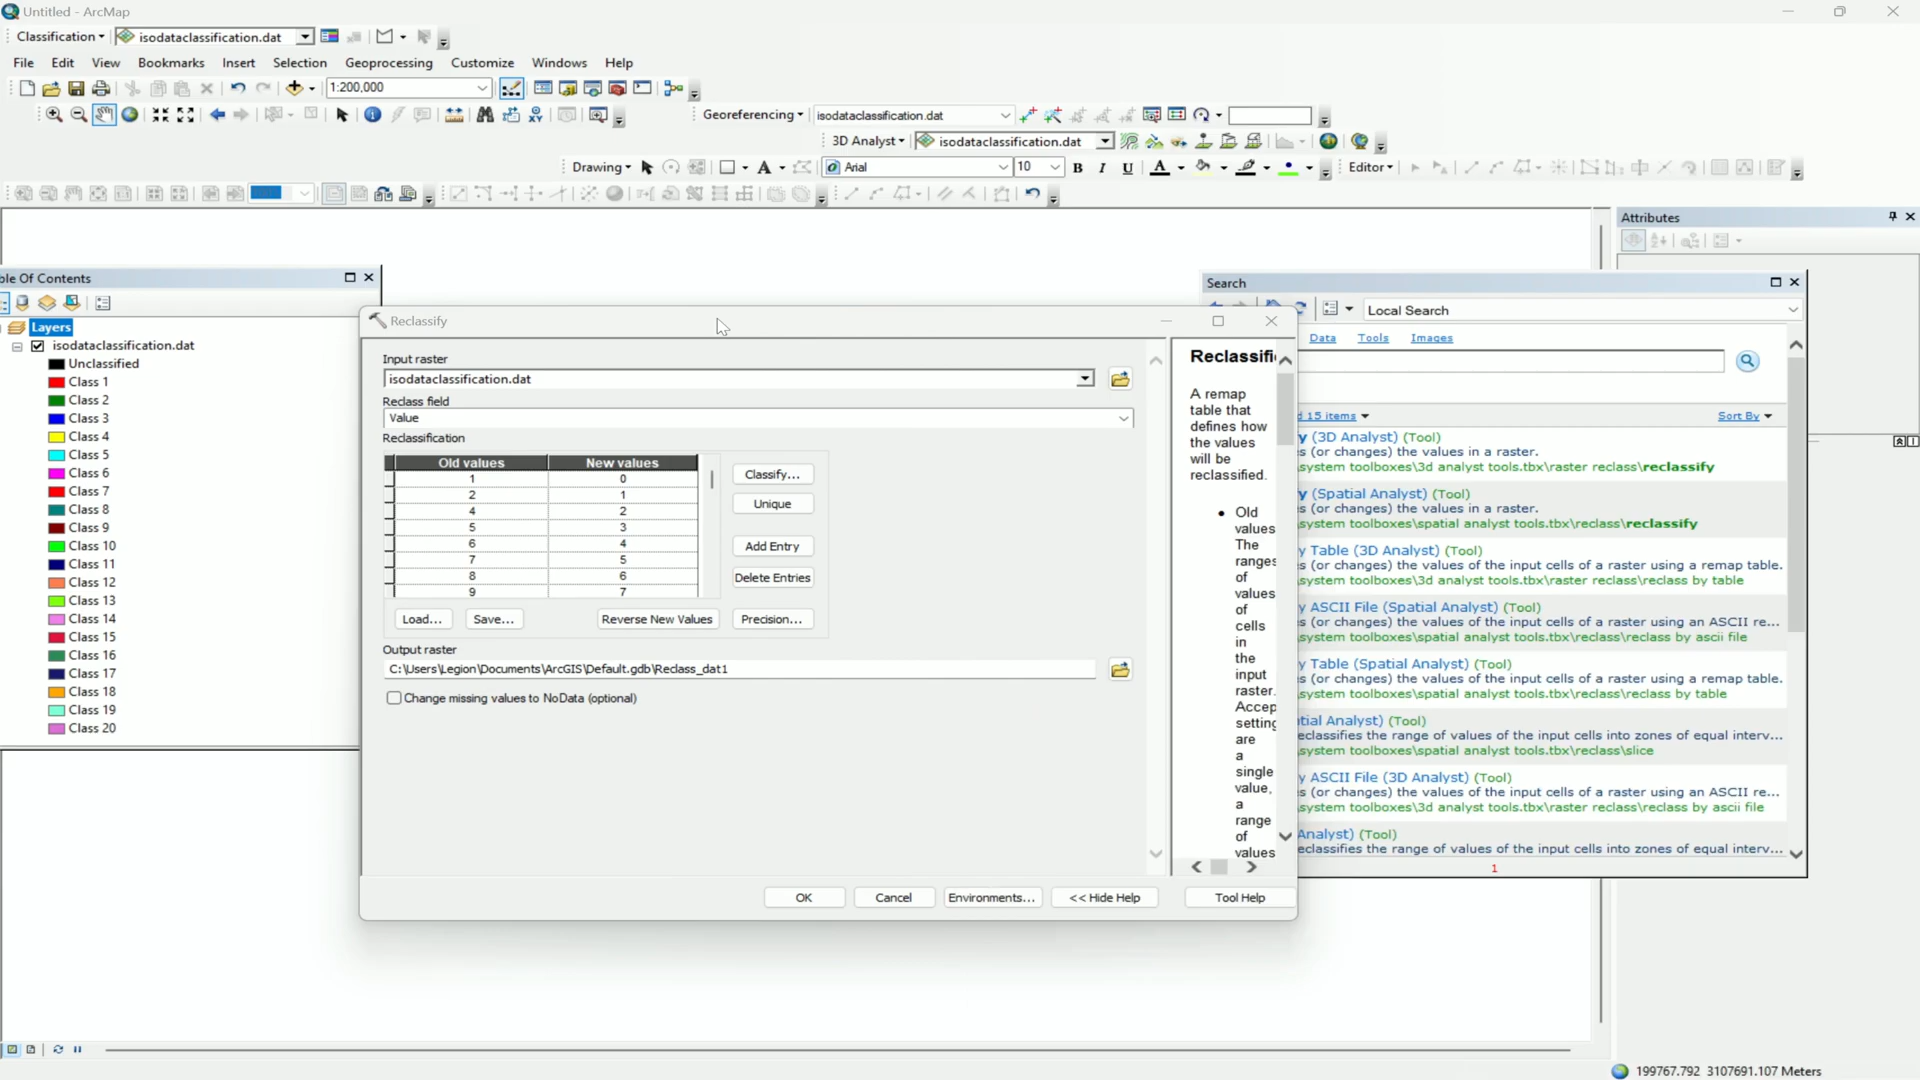 Untitled - ArcMap
Classification
isodataclassification.dat
File Edit View Bookmarks Insert Selection Geoprocessing Customize Windows Help
1:200,000
Georeferencing
isodataclassification.dat
3D Analyst
isodataclassification.dat
Drawing
A
Arial
10
B I U A
Editor
Attributes
ble Of Contents
Layers
isodataclassification.dat
Unclassified
Class 1
Class 2
Class 3
Class 4
Class 5
Class 6
Class 7
Class 8
Class 9
Class 10
Class 11
Class 12
Class 13
Class 14
Class 15
Class 16
Class 17
Class 18
Class 19
Class 20
Reclassify
Input raster
isodataclassification.dat
Reclass field
Value
Reclassification
Old values New values
1 0
2 1
4 2
5 3
6 4
7 5
8 6
9 7
Classify...
Unique
Add Entry
Delete Entries
Load... Save... Reverse New Values Precision...
Output raster
C:\Users\Legion\Documents\ArcGIS\Default.gdb\Reclass_dat1
Change missing values to NoData (optional)
OK Cancel Environments... << Hide Help Tool Help
Reclassific
A remap
table that
defines how
the values
will be
reclassified.
• Old
values:
The
ranges
of
values
of
cells
in
the
input
raster.
Accep
setting
are
a
single
value,
a
range
of
values
Search
Local Search
Data Tools Images
d 15 items
Sort By
y (3D Analyst) (Tool)
s (or changes) the values in a raster.
system toolboxes\3d analyst tools.tbx\raster reclass\reclassify
y (Spatial Analyst) (Tool)
s (or changes) the values in a raster.
system toolboxes\spatial analyst tools.tbx\reclass\reclassify
y Table (3D Analyst) (Tool)
s (or changes) the values of the input cells of a raster using a remap table.
system toolboxes\3d analyst tools.tbx\raster reclass\reclass by table
y ASCII File (Spatial Analyst) (Tool)
s (or changes) the values of the input cells of a raster using an ASCII re...
system toolboxes\spatial analyst tools.tbx\reclass\reclass by ascii file
y Table (Spatial Analyst) (Tool)
s (or changes) the values of the input cells of a raster using a remap table.
system toolboxes\spatial analyst tools.tbx\reclass\reclass by table
tial Analyst) (Tool)
eclassifies the range of values of the input cells into zones of equal interv...
system toolboxes\spatial analyst tools.tbx\reclass\slice
y ASCII File (3D Analyst) (Tool)
s (or changes) the values of the input cells of a raster using an ASCII re...
system toolboxes\3d analyst tools.tbx\raster reclass\reclass by ascii file
Analyst) (Tool)
eclassifies the range of values of the input cells into zones of equal interv...
1
199767.792 3107691.107 Meters